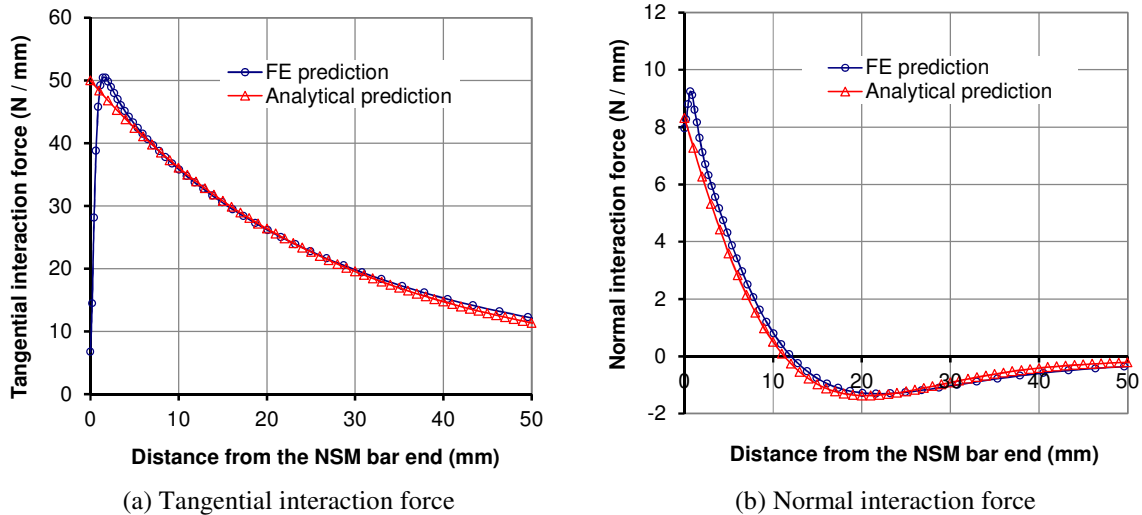 60
50
40
30
20
10
0
Tangential interaction force (N / mm)
FE prediction
Analytical prediction
0 10 20 30 40 50
Distance from the NSM bar end (mm)
(a) Tangential interaction force
12
10
8
6
4
2
0
-2
Normal interaction force (N / mm)
FE prediction
Analytical prediction
0 10 20 30 40 50
Distance from the NSM bar end (mm)
(b) Normal interaction force